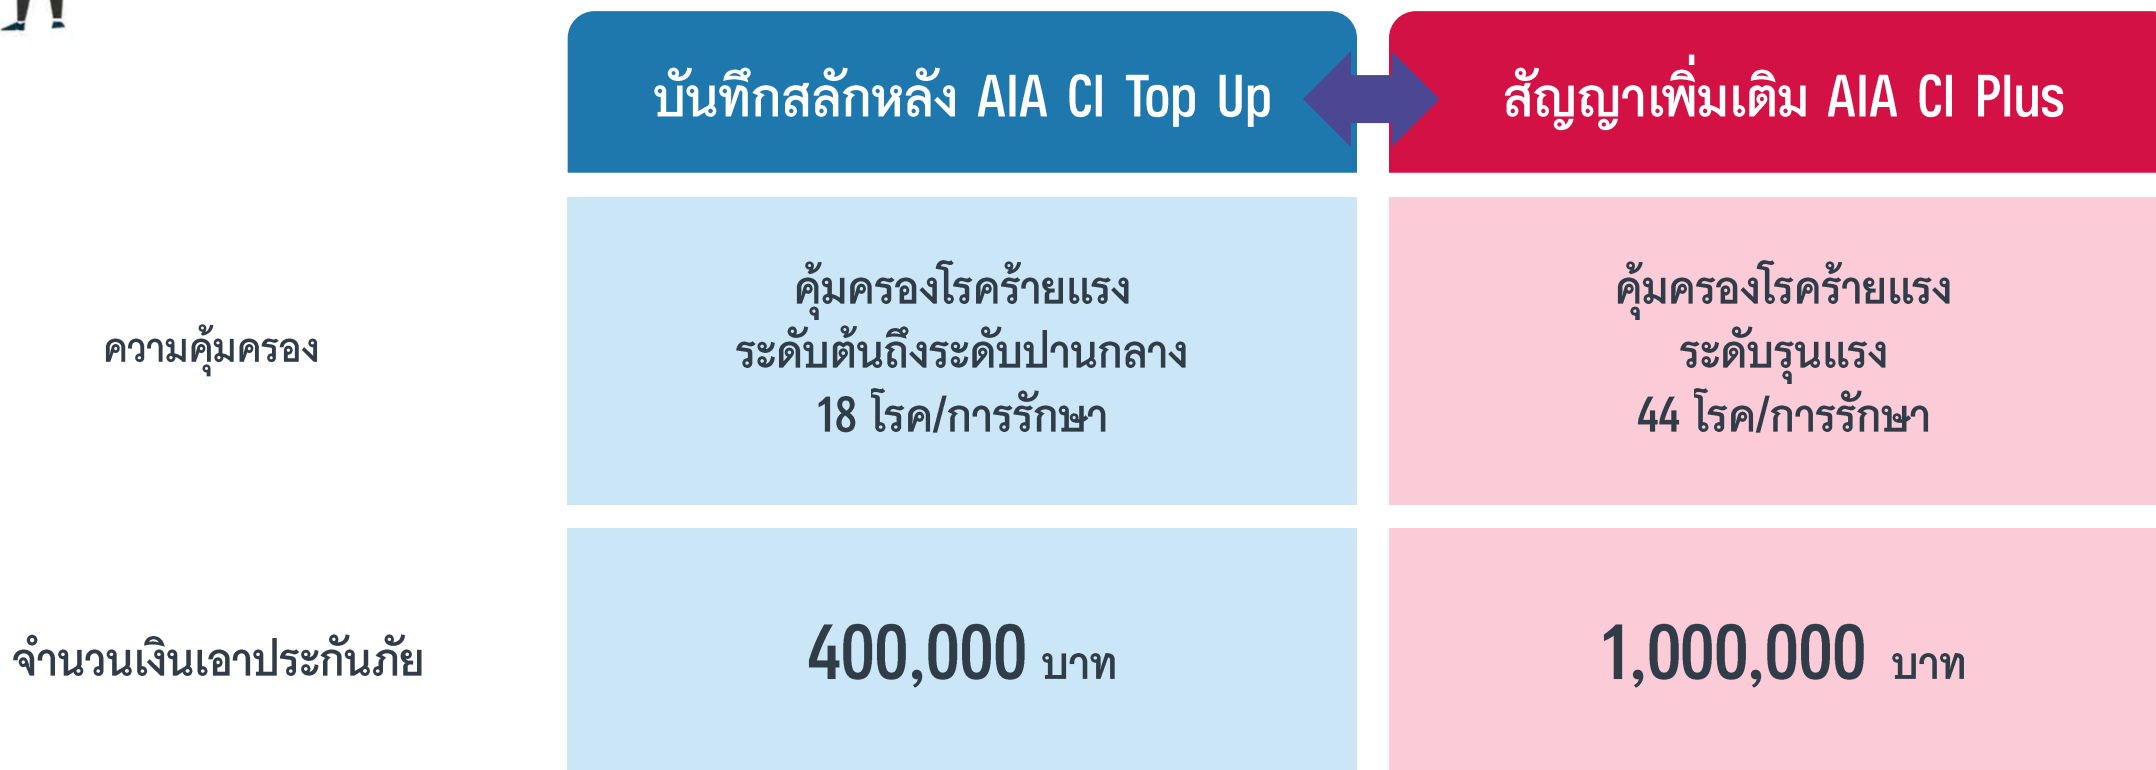 บันทึกสลักหลัง AIA CI Top Up
สัญญาเพิ่มเติม AIA CI Plus
ความคุ้มครอง
คุ้มครองโรคร้ายแรง
ระดับต้นถึงระดับปานกลาง
18 โรค/การรักษา
คุ้มครองโรคร้ายแรง
ระดับรุนแรง
44 โรค/การรักษา
จำนวนเงินเอาประกันภัย
400,000 บาท
1,000,000 บาท